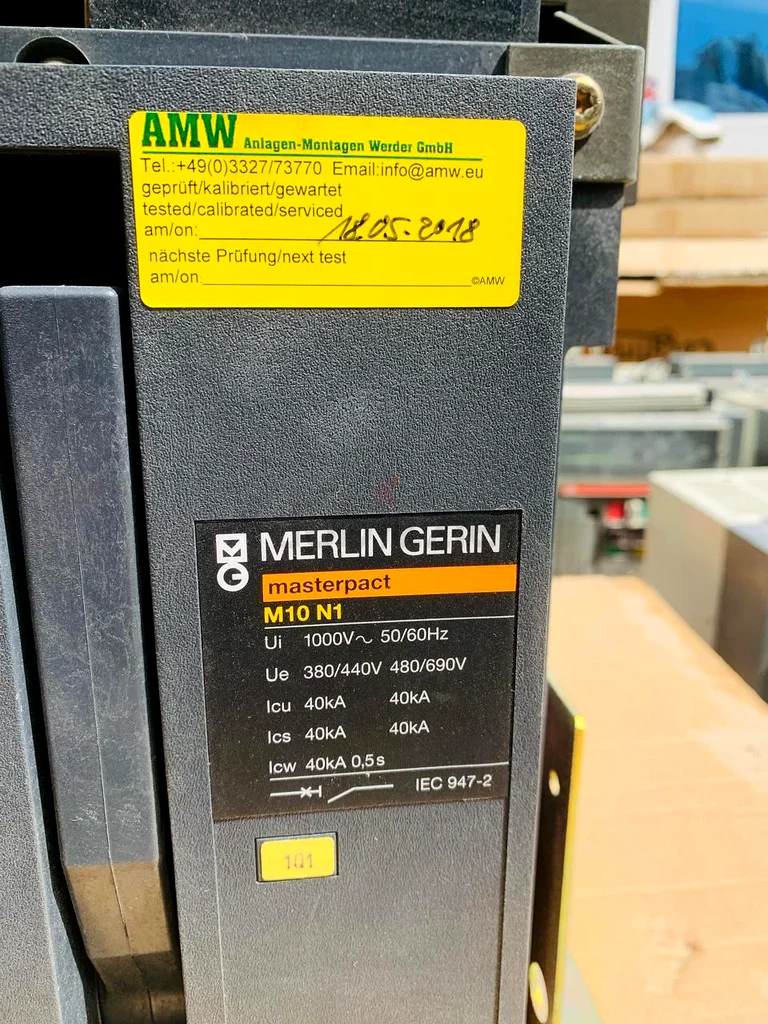 AMW Anlagen-Montagen Werder GmbH
Tel.:+49(0)3327/73770 Email:info@amw.eu
geprüft/kalibriert/gewartet
tested/calibrated/serviced
am/on: 18.05.2018
nächste Prüfung/next test
am/on: ©AMW
MERLIN GERIN
masterpact
M10 N1
Ui 1000V~ 50/60Hz
Ue 380/440V 480/690V
Icu 40kA 40kA
Ics 40kA 40kA
Icw 40kA 0,5s
IEC 947-2
1Q1